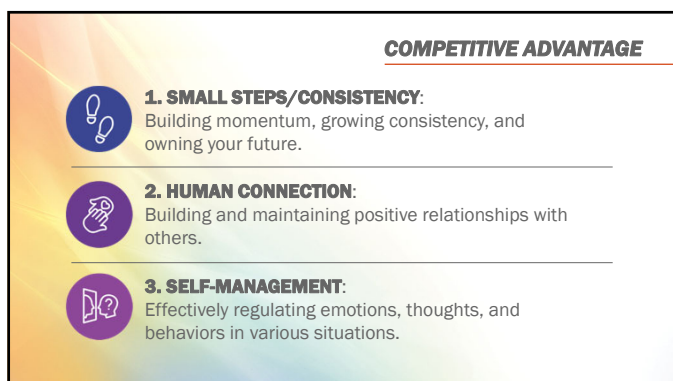 COMPETITIVE ADVANTAGE
1. SMALL STEPS/CONSISTENCY:
Building momentum, growing consistency, and
owning your future.
2. HUMAN CONNECTION:
Building and maintaining positive relationships with
others.
3. SELF-MANAGEMENT:
Effectively regulating emotions, thoughts, and
behaviors in various situations.